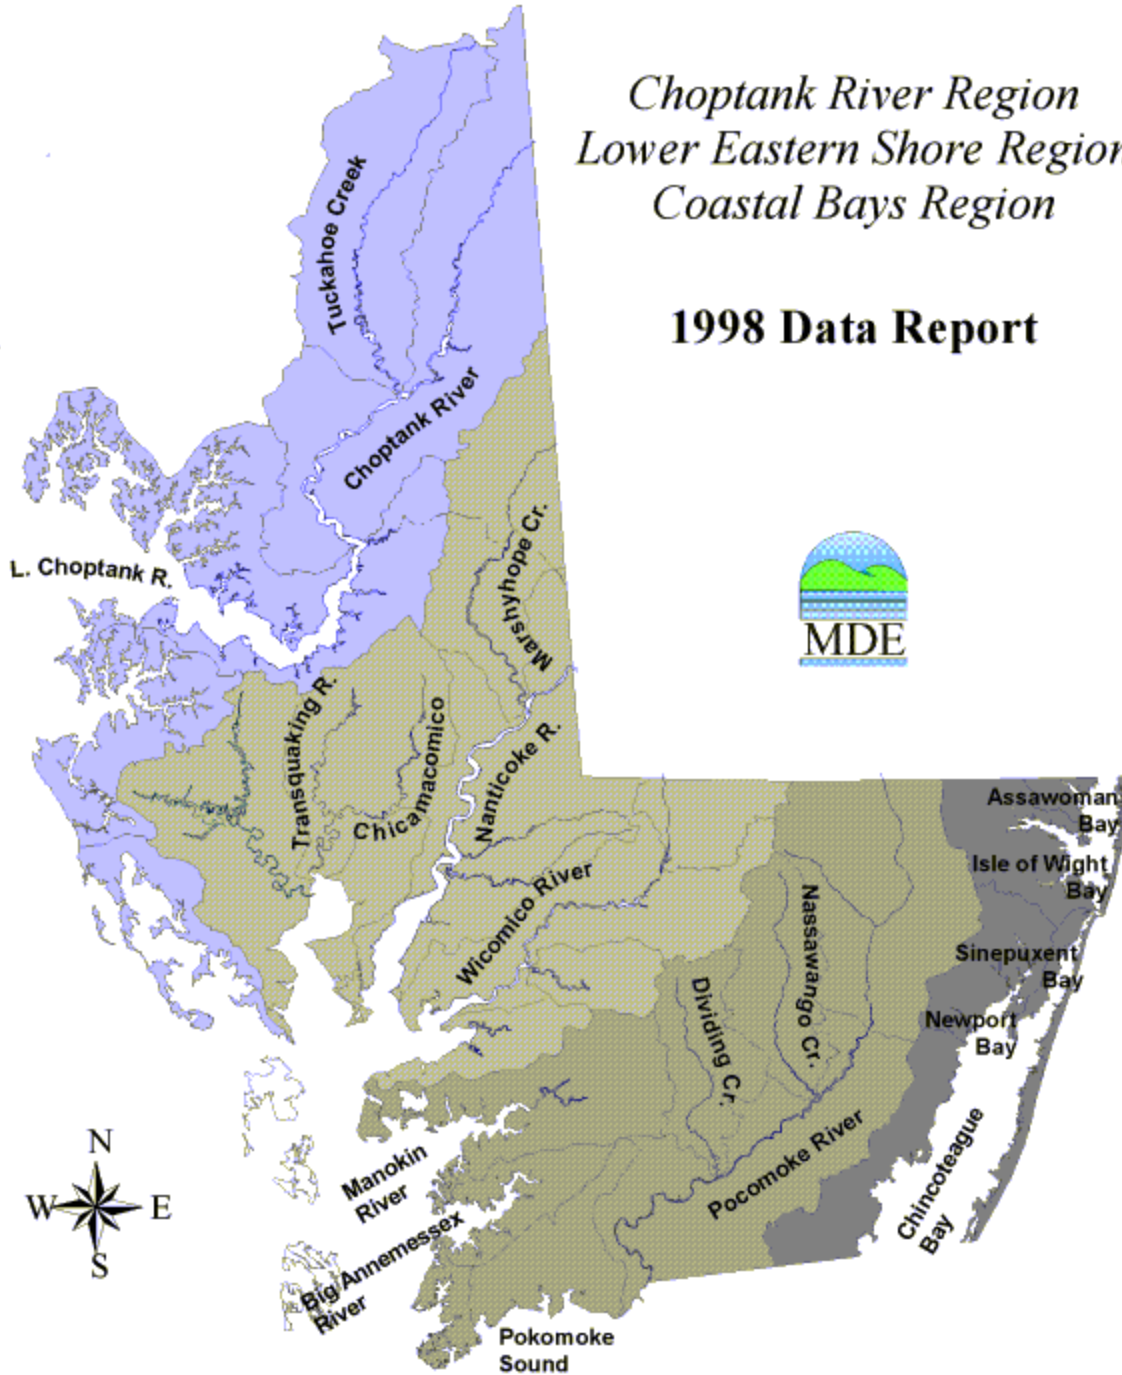 Choptank River Region
Lower Eastern Shore Region
Coastal Bays Region
1998 Data Report
Tuckahoe Creek
Choptank River
L. Choptank R.
Marshyhope Cr.
MDE
Transquaking R.
Chicamacomico
Nanticoke R.
Wicomico River
Nassawango Cr.
Dividing Cr.
Assawoman
Bay
Isle of Wight
Bay
Sinepuxent
Bay
Newport
Bay
Chincoteague
Bay
Pocomoke River
Manokin
River
Big Annemessex
River
Pokomoke
Sound
N
W
E
S